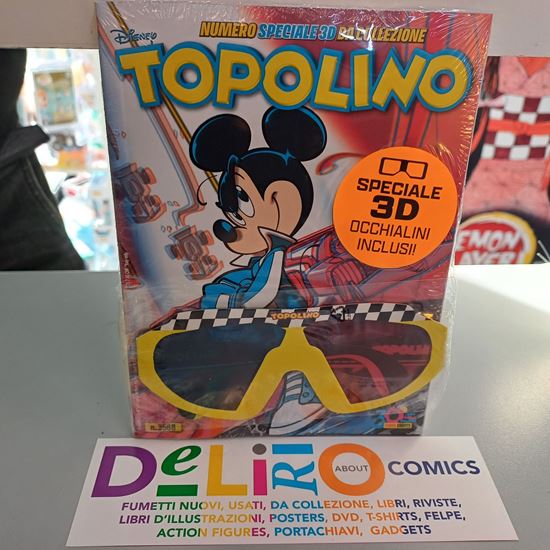 Disney
NUMERO SPECIALE 3D DA COLLEZIONE
TOPOLINO
SPECIALE
3D
OCCHIALINI
INCLUSI!
TOPOLINO
n. 3588
DELIRIO ABOUT COMICS
FUMETTI NUOVI, USATI, DA COLLEZIONE, LIBRI, RIVISTE,
LIBRI D'ILLUSTRAZIONI, POSTERS, DVD, T-SHIRTS, FELPE,
ACTION FIGURES, PORTACHIAVI, GADGETS